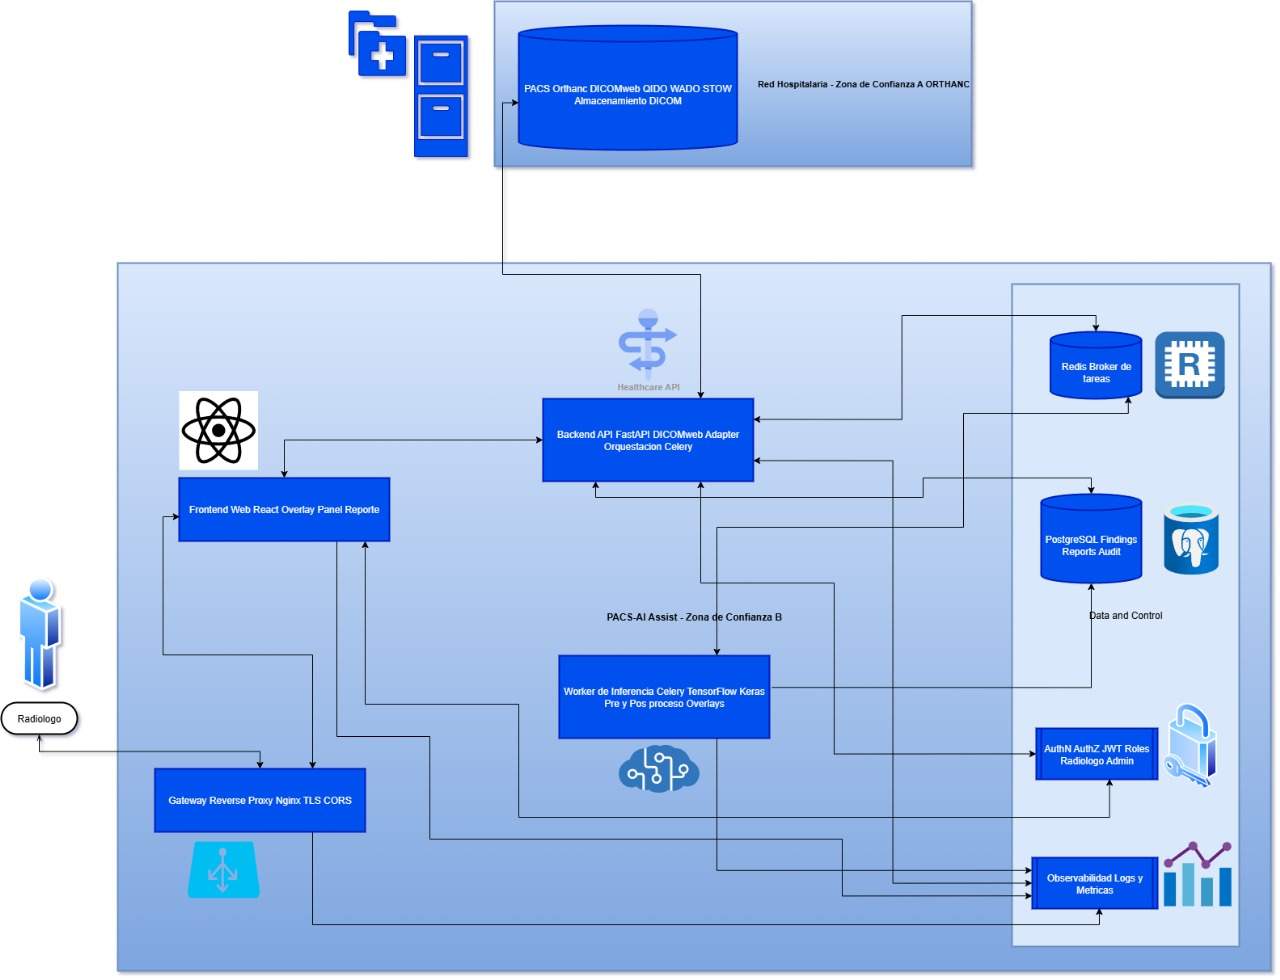 PACS Orthanc DICOMweb QIDO WADO STOW
Almacenamiento DICOM
Red Hospitalaria - Zona de Confianza A ORTHANC
Healthcare API
Redis Broker de
tareas
R
Backend API FastAPI DICOMweb Adapter
Orquestacion Celery
Frontend Web React Overlay Panel Reporte
PostgreSQL Findings
Reports Audit
PACS-AI Assist - Zona de Confianza B
Data and Control
Worker de Inferencia Celery TensorFlow Keras
Pre y Pos proceso Overlays
Radiologo
AuthN AuthZ JWT Roles
Radiologo Admin
Gateway Reverse Proxy Nginx TLS CORS
Observabilidad Logs y
Metricas